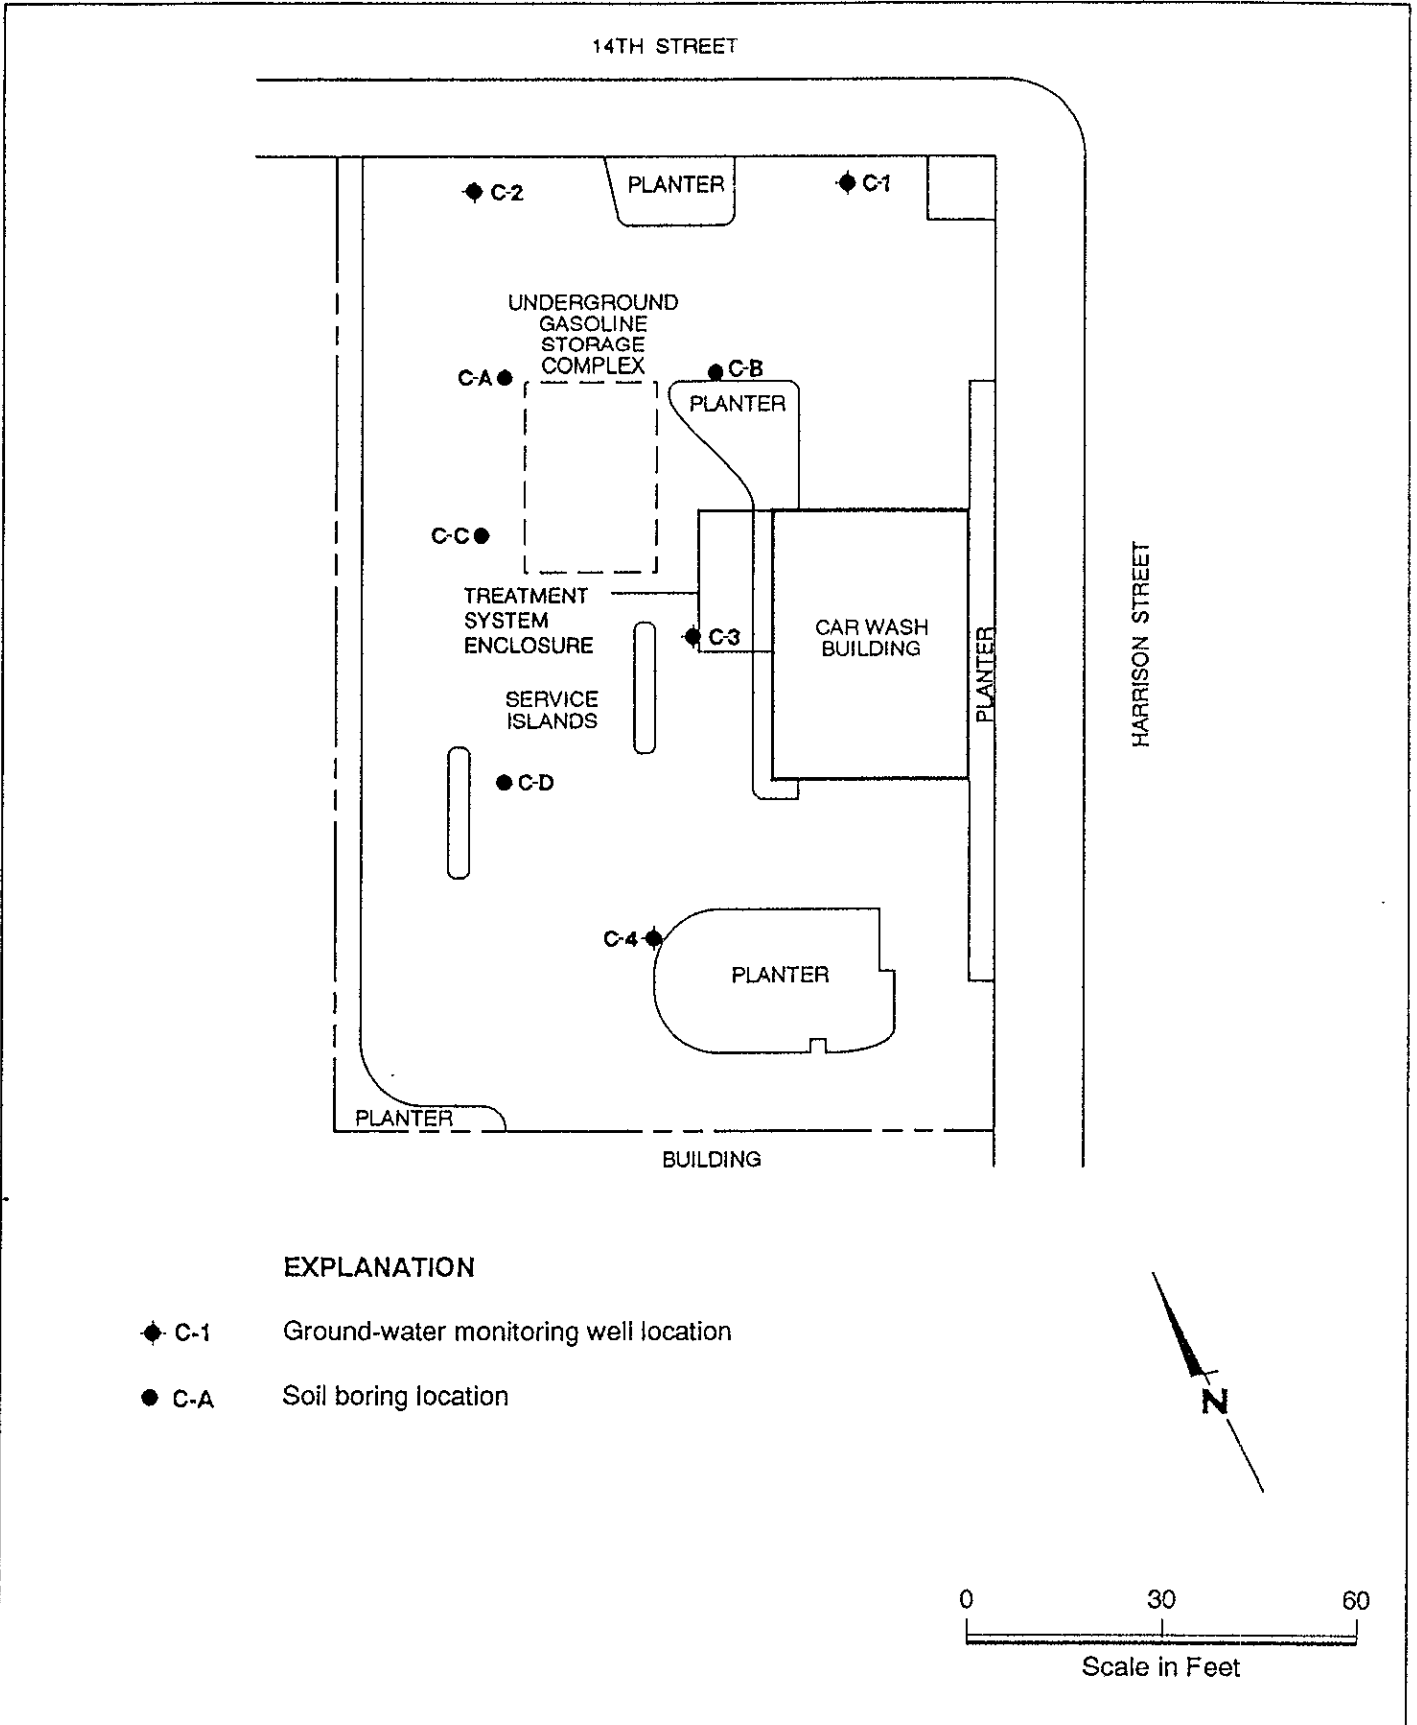 14TH STREET
C-2
PLANTER
C-1
UNDERGROUND
GASOLINE
STORAGE
COMPLEX
C-A
C-B
PLANTER
C-C
TREATMENT
SYSTEM
ENCLOSURE
C-3
CAR WASH
BUILDING
PLANTER
HARRISON STREET
SERVICE
ISLANDS
C-D
C-4
PLANTER
PLANTER
BUILDING
EXPLANATION
C-1 Ground-water monitoring well location
C-A Soil boring location
N
0 30 60
Scale in Feet